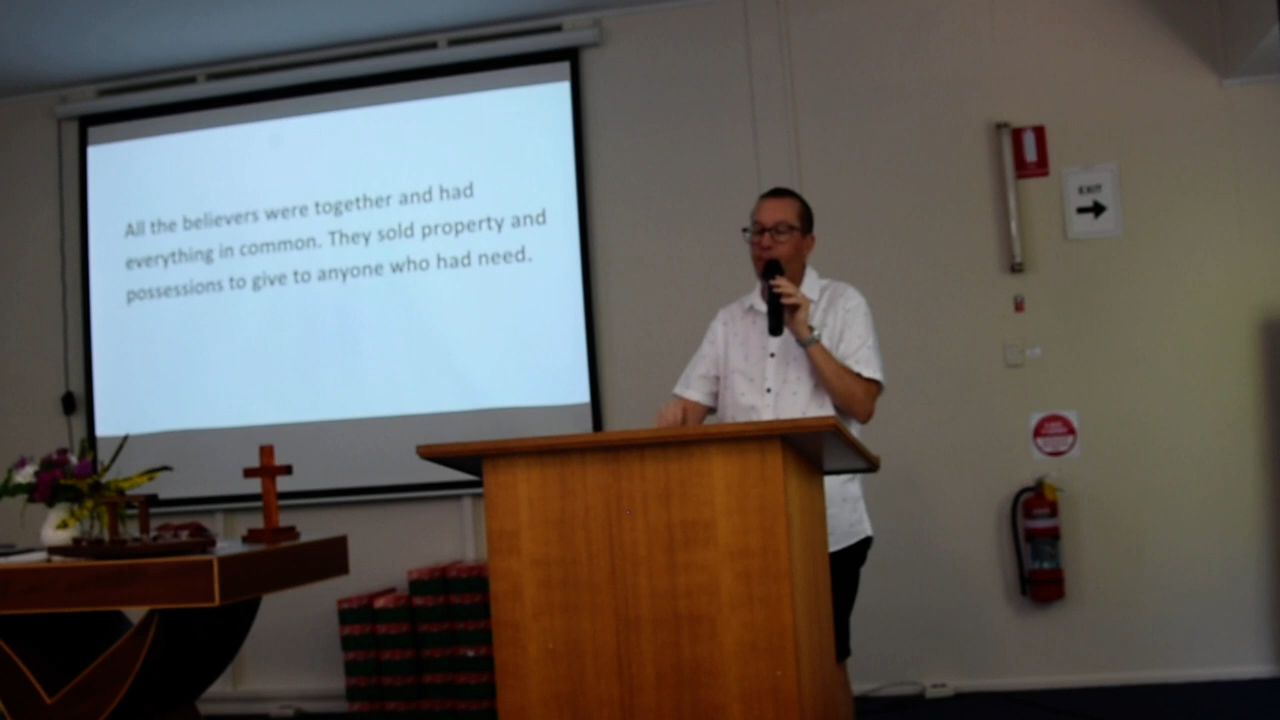 All the believers were together and had
everything in common. They sold property and
possessions to give to anyone who had need.
EXIT